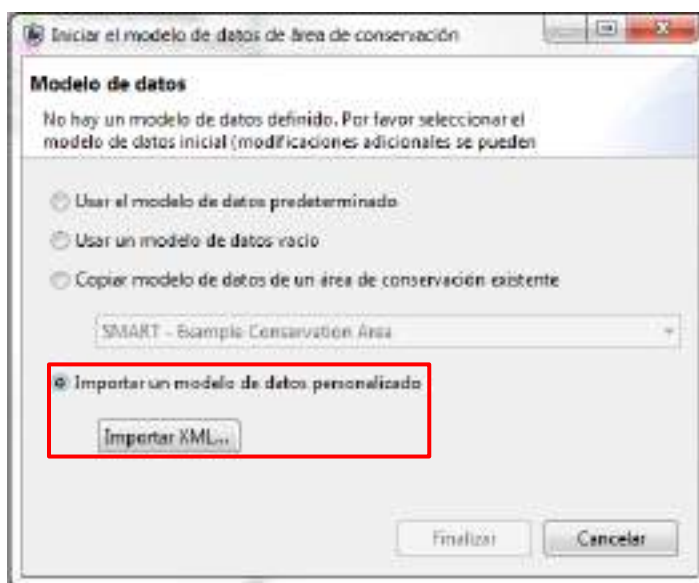 Iniciar el modelo de datos de área de conservación
Modelo de datos
No hay un modelo de datos definido. Por favor seleccionar el
modelo de datos inicial (modificaciones adicionales se pueden
Usar el modelo de datos predeterminado
Usar un modelo de datos vacío
Copiar modelo de datos de un área de conservación existente
SMART - Example Conservation Area
Importar un modelo de datos personalizado
Importar XML...
Finalizar
Cancelar